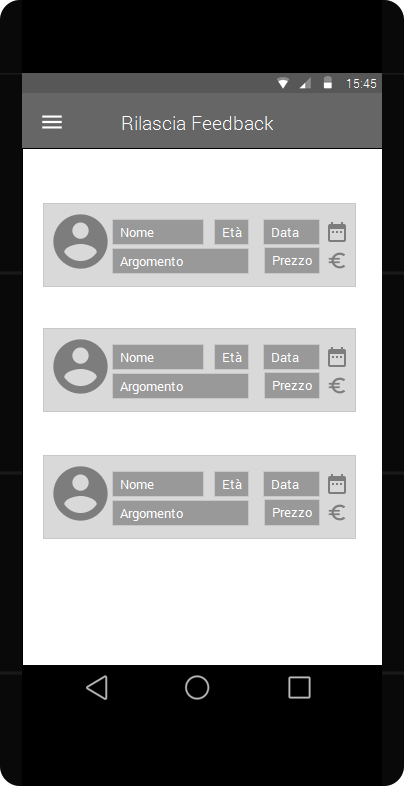 15:45
Rilascia Feedback
Nome Età Data
Argomento Prezzo €
Nome Età Data
Argomento Prezzo €
Nome Età Data
Argomento Prezzo €